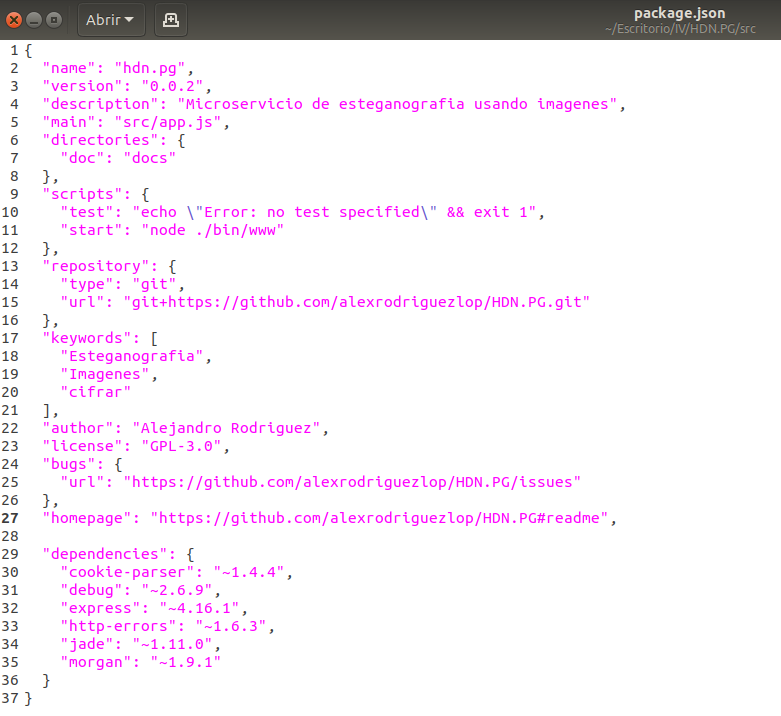 Abrir
package.json
~/Escritorio/IV/HDN.PG/src
1 {
2   "name": "hdn.pg",
3   "version": "0.0.2",
4   "description": "Microservicio de esteganografia usando imagenes",
5   "main": "src/app.js",
6   "directories": {
7     "doc": "docs"
8   },
9   "scripts": {
10     "test": "echo \"Error: no test specified\" && exit 1",
11     "start": "node ./bin/www"
12   },
13   "repository": {
14     "type": "git",
15     "url": "git+https://github.com/alexrodriguezlop/HDN.PG.git"
16   },
17   "keywords": [
18     "Esteganografia",
19     "Imagenes",
20     "cifrar"
21   ],
22   "author": "Alejandro Rodriguez",
23   "license": "GPL-3.0",
24   "bugs": {
25     "url": "https://github.com/alexrodriguezlop/HDN.PG/issues"
26   },
27   "homepage": "https://github.com/alexrodriguezlop/HDN.PG#readme",
28
29   "dependencies": {
30     "cookie-parser": "~1.4.4",
31     "debug": "~2.6.9",
32     "express": "~4.16.1",
33     "http-errors": "~1.6.3",
34     "jade": "~1.11.0",
35     "morgan": "~1.9.1"
36   }
37 }